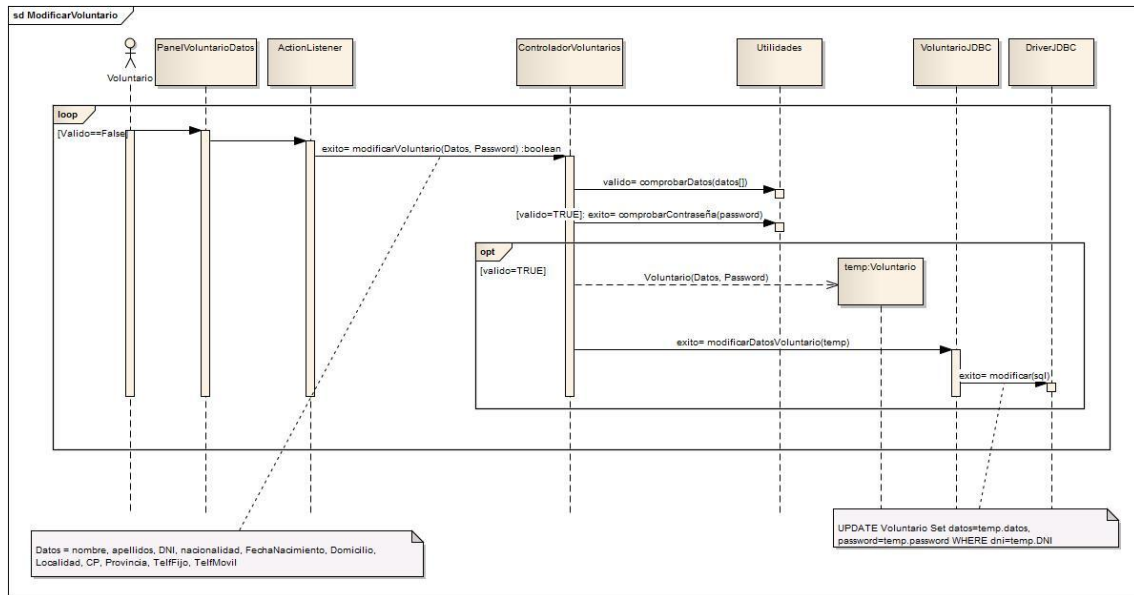 sd ModificarVoluntario
Voluntario
PanelVoluntarioDatos
ActionListener
ControladorVoluntarios
Utilidades
VoluntarioJDBC
DriverJDBC
loop
[Valido==False]
exito= modificarVoluntario(Datos, Password) :boolean
valido= comprobarDatos(datos[])
[valido=TRUE]: exito= comprobarContraseña(password)
opt
[valido=TRUE]
Voluntario(Datos, Password)
temp:Voluntario
exito= modificarDatosVoluntario(temp)
exito= modificar(sql)
Datos = nombre, apellidos, DNI, nacionalidad, FechaNacimiento, Domicilio,
Localidad, CP, Provincia, TelfFijo, TelfMovil
UPDATE Voluntario Set datos=temp.datos,
password=temp.password WHERE dni=temp.DNI